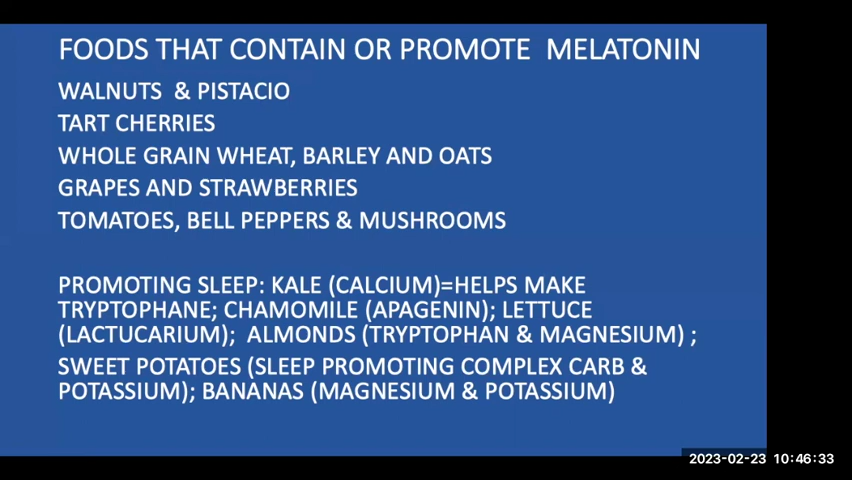 FOODS THAT CONTAIN OR PROMOTE MELATONIN
WALNUTS & PISTACIO
TART CHERRIES
WHOLE GRAIN WHEAT, BARLEY AND OATS
GRAPES AND STRAWBERRIES
TOMATOES, BELL PEPPERS & MUSHROOMS
PROMOTING SLEEP: KALE (CALCIUM)=HELPS MAKE
TRYPTOPHANE; CHAMOMILE (APAGENIN); LETTUCE
(LACTUCARIUM); ALMONDS (TRYPTOPHAN & MAGNESIUM) ;
SWEET POTATOES (SLEEP PROMOTING COMPLEX CARB &
POTASSIUM); BANANAS (MAGNESIUM & POTASSIUM)
2023-02-23 10:46:33